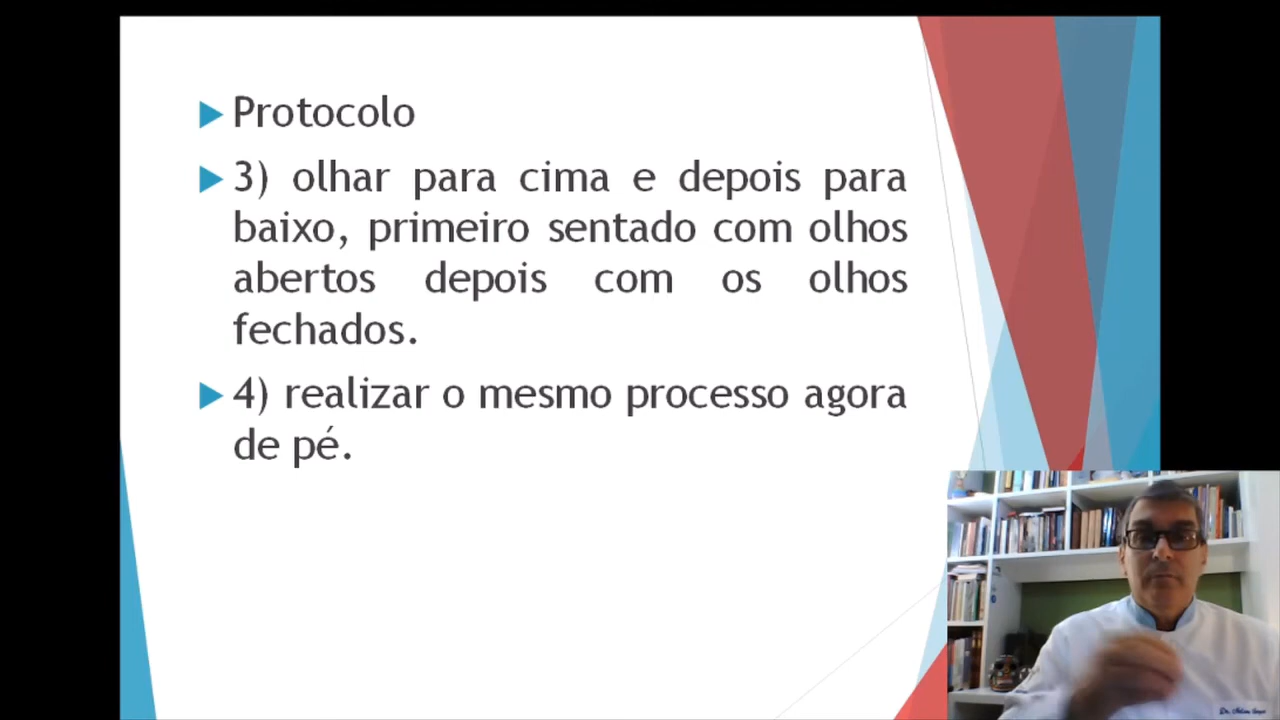 Protocolo
3) olhar para cima e depois para
baixo, primeiro sentado com olhos
abertos depois com os olhos
fechados.
4) realizar o mesmo processo agora
de pé.